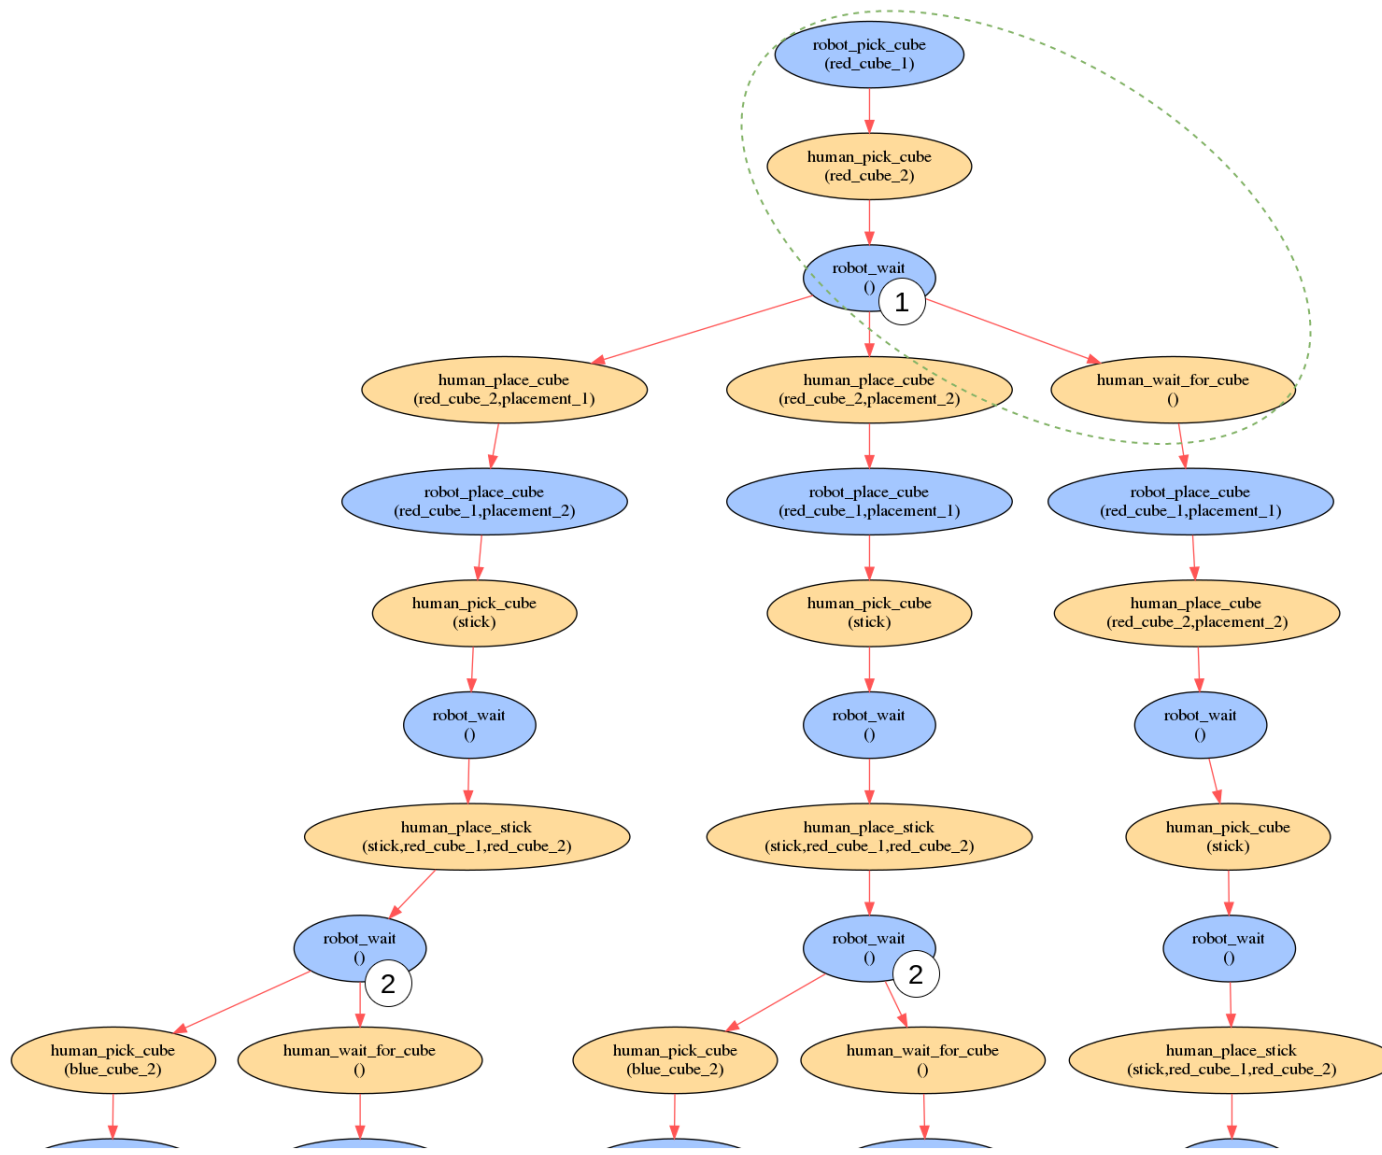 robot_pick_cube
(red_cube_1)
human_pick_cube
(red_cube_2)
robot_wait
()
1
human_place_cube
(red_cube_2,placement_1)
human_place_cube
(red_cube_2,placement_2)
human_wait_for_cube
()
robot_place_cube
(red_cube_1,placement_2)
robot_place_cube
(red_cube_1,placement_1)
robot_place_cube
(red_cube_1,placement_1)
human_pick_cube
(stick)
human_pick_cube
(stick)
human_place_cube
(red_cube_2,placement_2)
robot_wait
()
robot_wait
()
robot_wait
()
human_place_stick
(stick,red_cube_1,red_cube_2)
human_place_stick
(stick,red_cube_1,red_cube_2)
human_pick_cube
(stick)
robot_wait
()
2
robot_wait
()
2
robot_wait
()
human_pick_cube
(blue_cube_2)
human_wait_for_cube
()
human_pick_cube
(blue_cube_2)
human_wait_for_cube
()
human_place_stick
(stick,red_cube_1,red_cube_2)